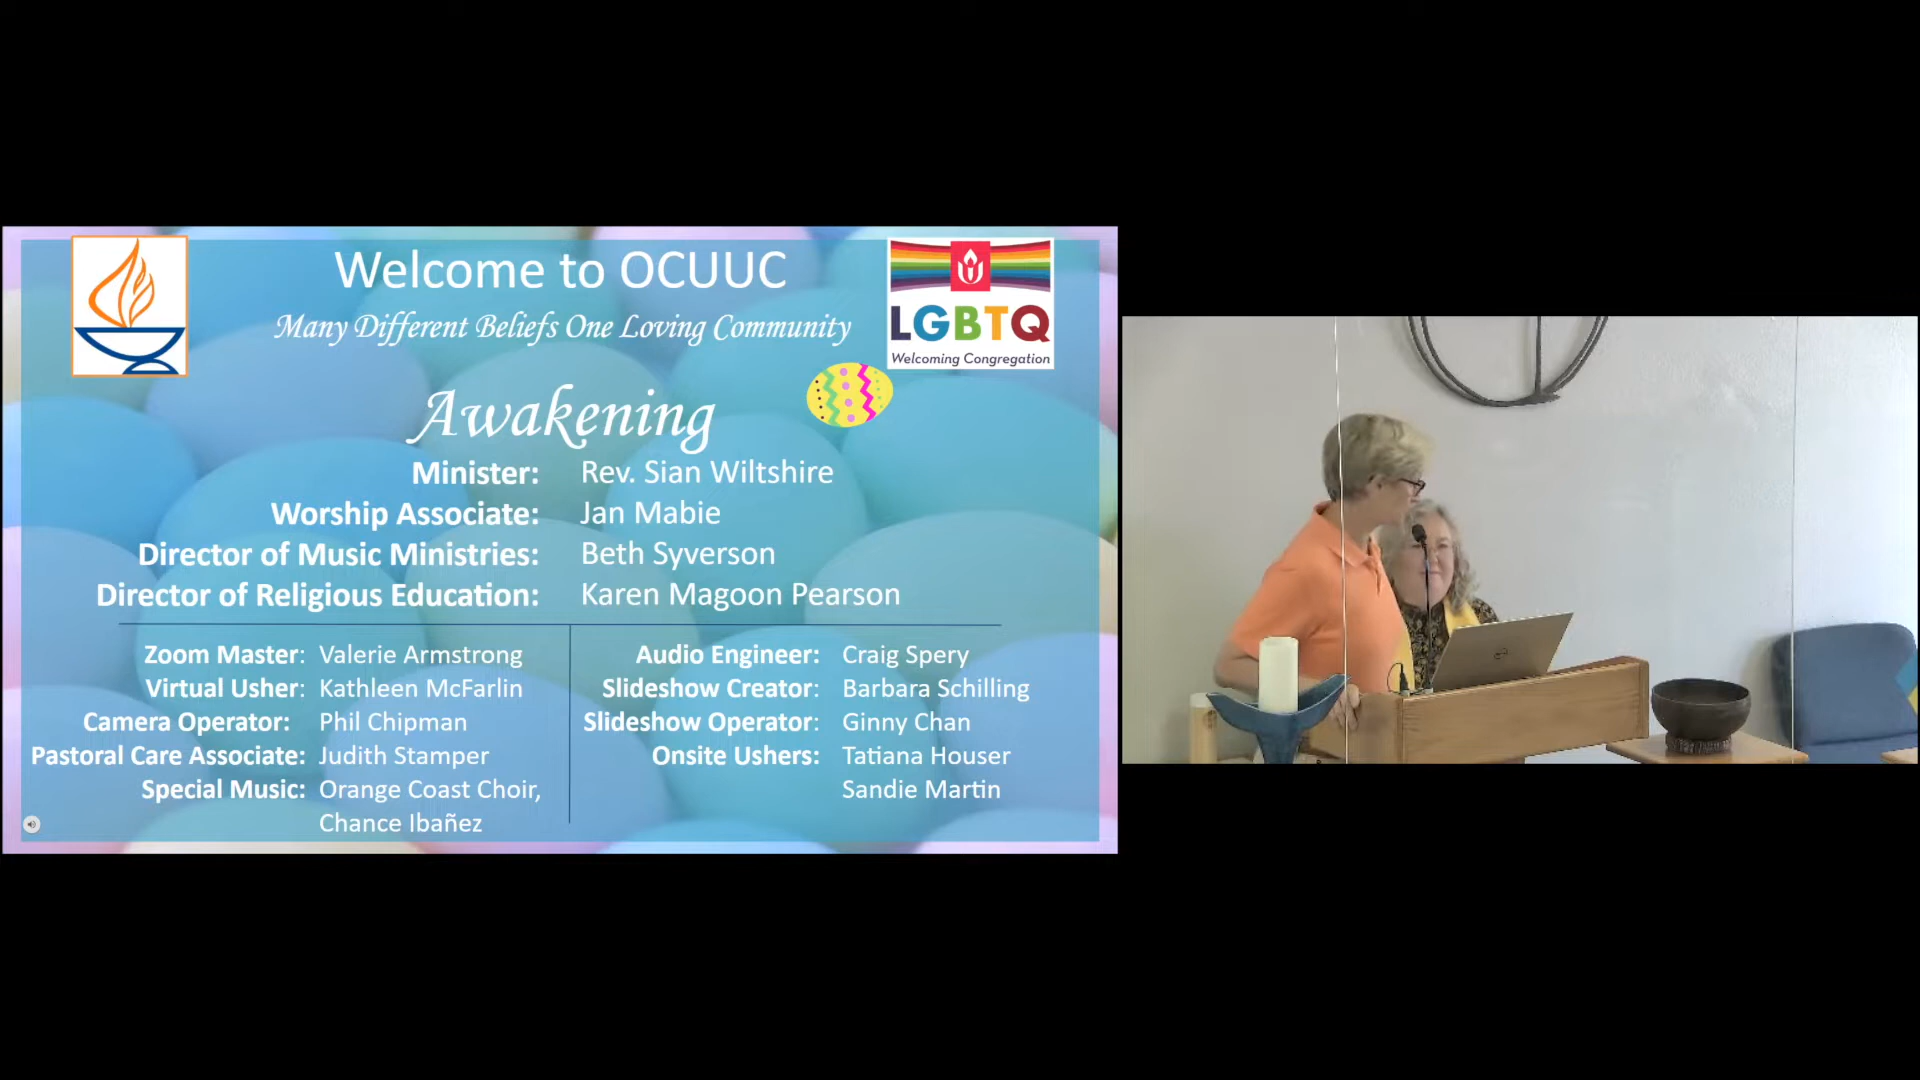 Welcome to OCUUC
Many Different Beliefs One Loving Community
LGBTQ
Welcoming Congregation
Awakening
Minister: Rev. Sian Wiltshire
Worship Associate: Jan Mabie
Director of Music Ministries: Beth Syverson
Director of Religious Education: Karen Magoon Pearson
Zoom Master: Valerie Armstrong
Virtual Usher: Kathleen McFarlin
Camera Operator: Phil Chipman
Pastoral Care Associate: Judith Stamper
Special Music: Orange Coast Choir,
Chance Ibañez
Audio Engineer: Craig Spery
Slideshow Creator: Barbara Schilling
Slideshow Operator: Ginny Chan
Onsite Ushers: Tatiana Houser
Sandie Martin